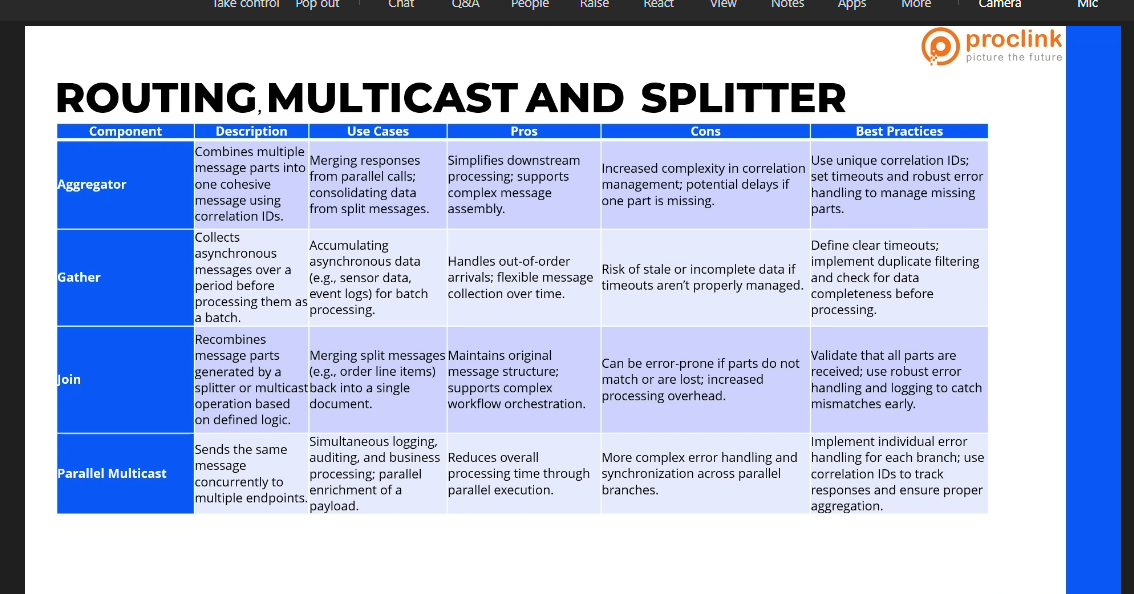 Take control Pop out Chat Q&A People Raise React View Notes Apps More Camera Mic
proclink
picture the future
ROUTING, MULTICAST AND SPLITTER
Component Description Use Cases Pros Cons Best Practices
Aggregator
Combines multiple
message parts into
one cohesive
message using
correlation IDs.
Merging responses
from parallel calls;
consolidating data
from split messages.
Simplifies downstream
processing; supports
complex message
assembly.
Increased complexity in correlation
management; potential delays if
one part is missing.
Use unique correlation IDs;
set timeouts and robust error
handling to manage missing
parts.
Gather
Collects
asynchronous
messages over a
period before
processing them as
a batch.
Accumulating
asynchronous data
(e.g., sensor data,
event logs) for batch
processing.
Handles out-of-order
arrivals; flexible message
collection over time.
Risk of stale or incomplete data if
timeouts aren’t properly managed.
Define clear timeouts;
implement duplicate filtering
and check for data
completeness before
processing.
Join
Recombines
message parts
generated by a
splitter or multicast
operation based
on defined logic.
Merging split messages
(e.g., order line items)
back into a single
document.
Maintains original
message structure;
supports complex
workflow orchestration.
Can be error-prone if parts do not
match or are lost; increased
processing overhead.
Validate that all parts are
received; use robust error
handling and logging to catch
mismatches early.
Parallel Multicast
Sends the same
message
concurrently to
multiple endpoints.
Simultaneous logging,
auditing, and business
processing; parallel
enrichment of a
payload.
Reduces overall
processing time through
parallel execution.
More complex error handling and
synchronization across parallel
branches.
Implement individual error
handling for each branch; use
correlation IDs to track
responses and ensure proper
aggregation.